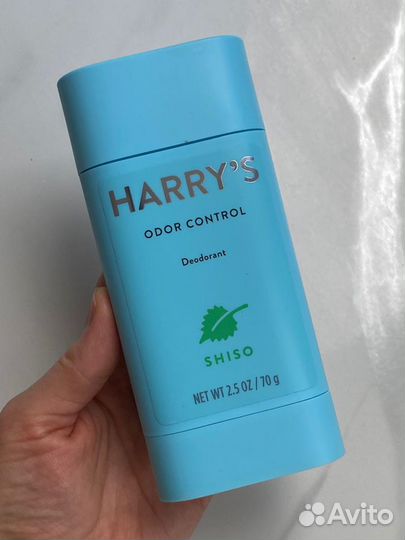 HARRY'S
ODOR CONTROL
Deodorant
SHISO
NET WT 2.5 OZ / 70 g
Avito